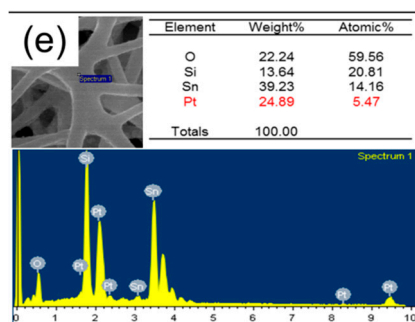 (e)
Spectrum 1
Element Weight% Atomic%
O 22.24 59.56
Si 13.64 20.81
Sn 39.23 14.16
Pt 24.89 5.47
Totals 100.00
Spectrum 1
Si
Sn
Pt
O Pt Pt Sn Pt Pt
0 1 2 3 4 5 6 7 8 9 10